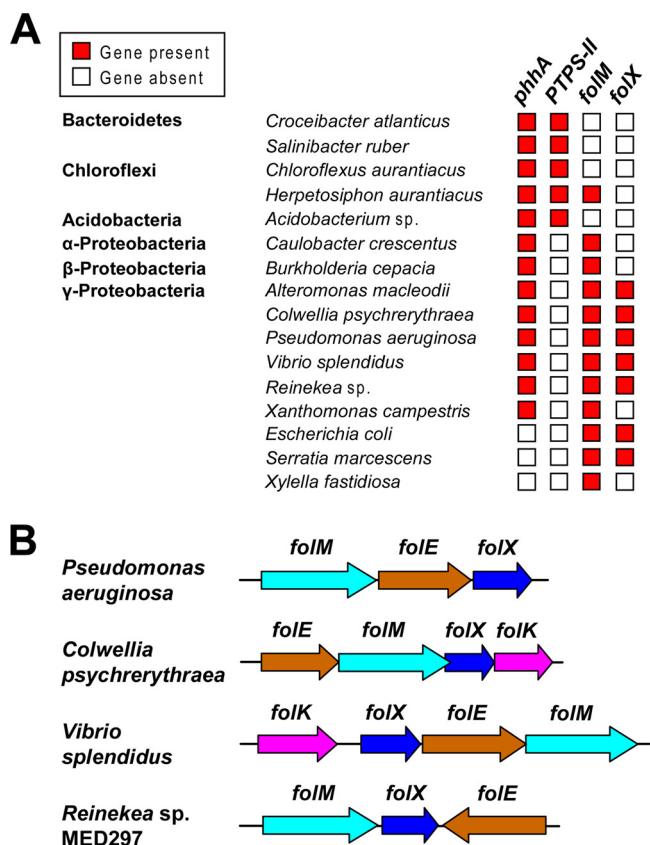 A
Gene present
Gene absent
phhA PTPS-II folM folX
Bacteroidetes Croceibacter atlanticus
Salinibacter ruber
Chloroflexi Chloroflexus aurantiacus
Herpetosiphon aurantiacus
Acidobacteria Acidobacterium sp.
α-Proteobacteria Caulobacter crescentus
β-Proteobacteria Burkholderia cepacia
γ-Proteobacteria Alteromonas macleodii
Colwellia psychrerythraea
Pseudomonas aeruginosa
Vibrio splendidus
Reinekea sp.
Xanthomonas campestris
Escherichia coli
Serratia marcescens
Xylella fastidiosa
B
folM folE folX
Pseudomonas
aeruginosa
folE folM folX folK
Colwellia
psychrerythraea
folK folX folE folM
Vibrio
splendidus
folM folX folE
Reinekea sp.
MED297